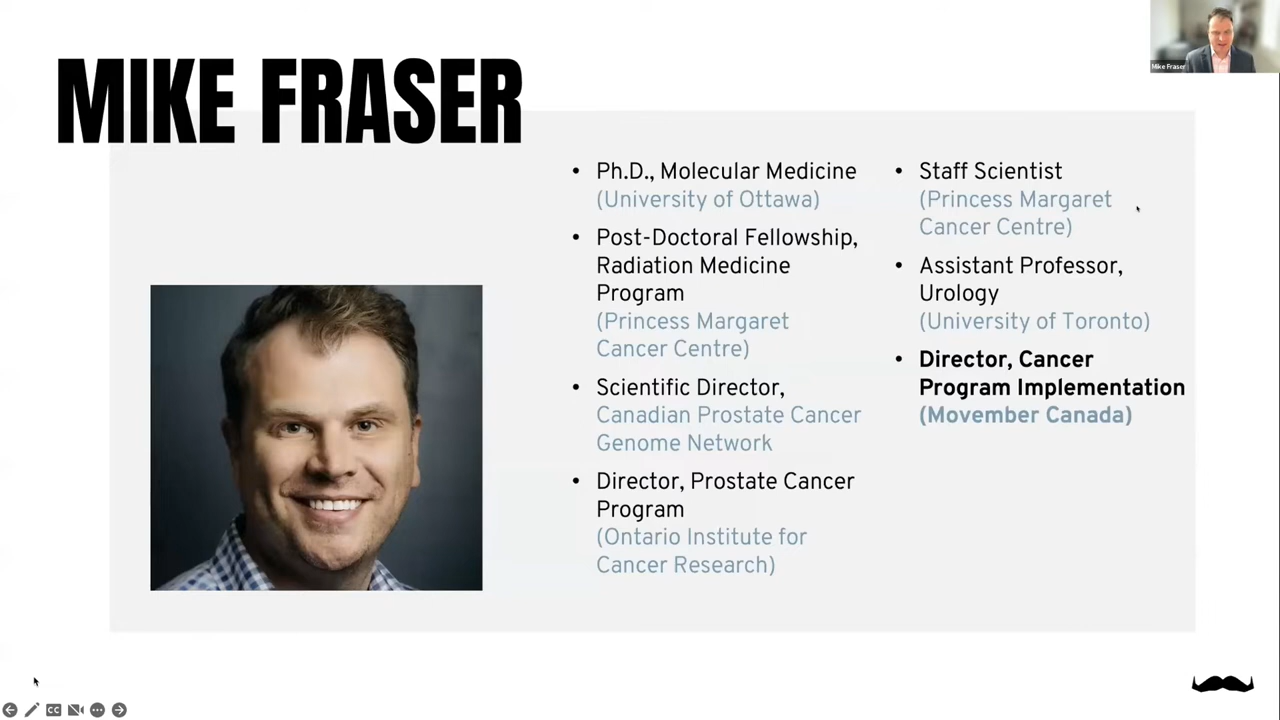 MIKE FRASER
Mike Fraser
• Ph.D., Molecular Medicine
(University of Ottawa)
• Post-Doctoral Fellowship,
Radiation Medicine
Program
(Princess Margaret
Cancer Centre)
• Scientific Director,
Canadian Prostate Cancer
Genome Network
• Director, Prostate Cancer
Program
(Ontario Institute for
Cancer Research)
• Staff Scientist
(Princess Margaret
Cancer Centre)
• Assistant Professor,
Urology
(University of Toronto)
• Director, Cancer
Program Implementation
(Movember Canada)
CC